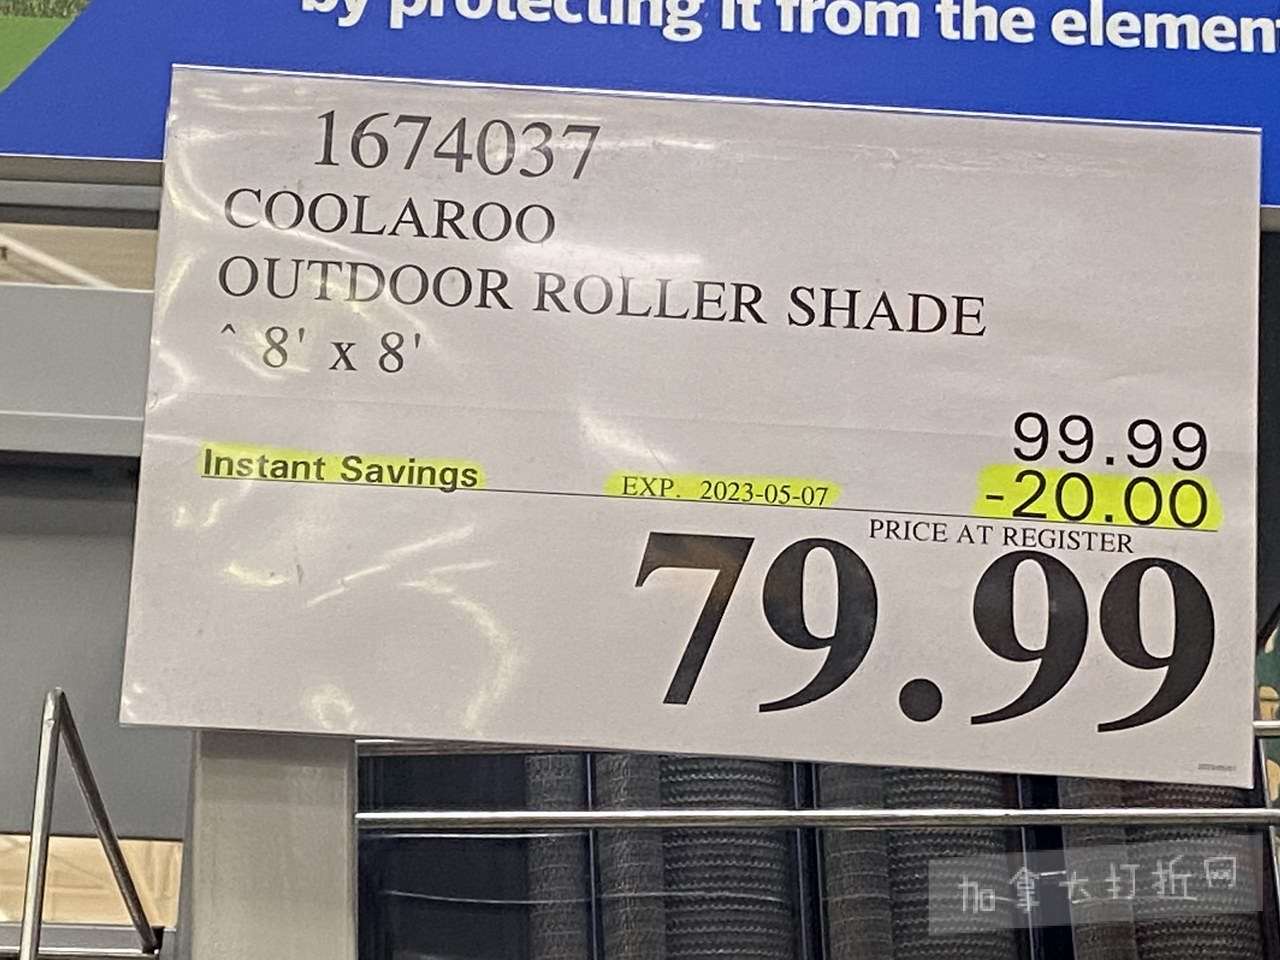 by protecting it from the elemen
1674037
COOLAROO
OUTDOOR ROLLER SHADE
^ 8' x 8'
99.99
Instant Savings EXP. 2023-05-07 -20.00
PRICE AT REGISTER
79.99
加拿大打折网